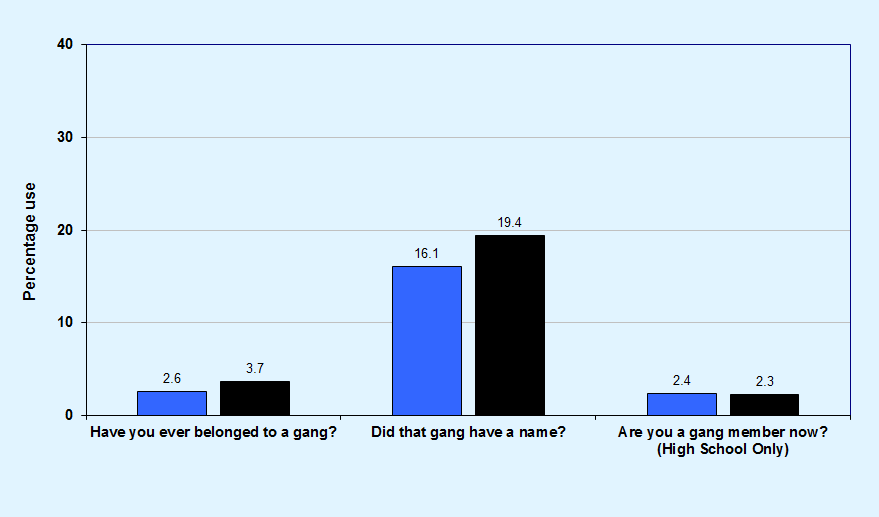 40
30
20
10
0
Percentage use
2.6
3.7
16.1
19.4
2.4
2.3
Have you ever belonged to a gang?
Did that gang have a name?
Are you a gang member now?
(High School Only)